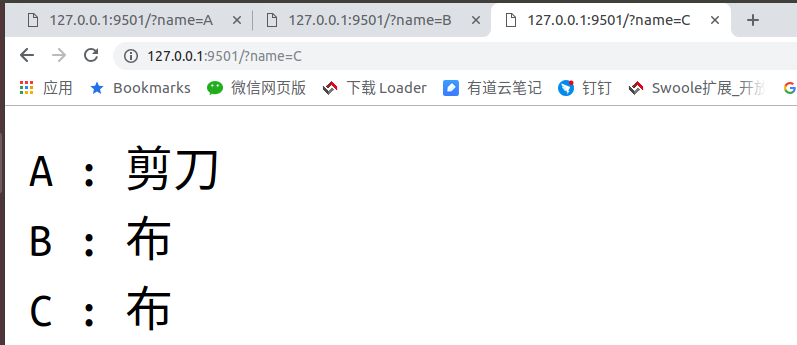 127.0.0.1:9501/?name=A 127.0.0.1:9501/?name=B 127.0.0.1:9501/?name=C
127.0.0.1:9501/?name=C
应用 Bookmarks 微信网页版 下载 Loader 有道云笔记 钉钉 Swoole扩展_开放
A : 剪刀
B : 布
C : 布